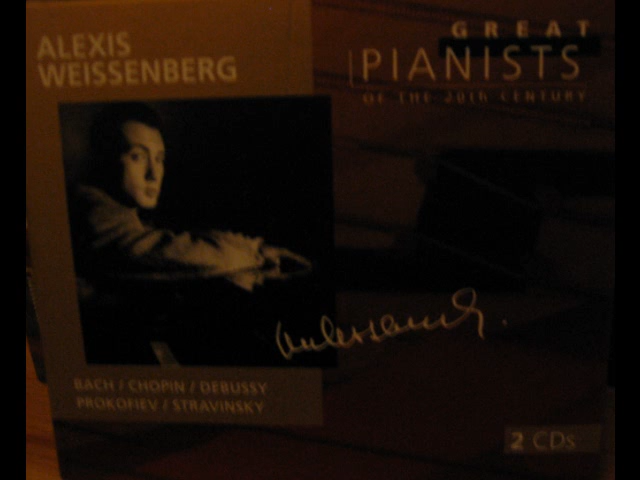 ALEXIS
WEISSENBERG
GREAT
PIANISTS
OF THE 20th CENTURY
BACH / CHOPIN / DEBUSSY
PROKOFIEV / STRAVINSKY
2 CDs